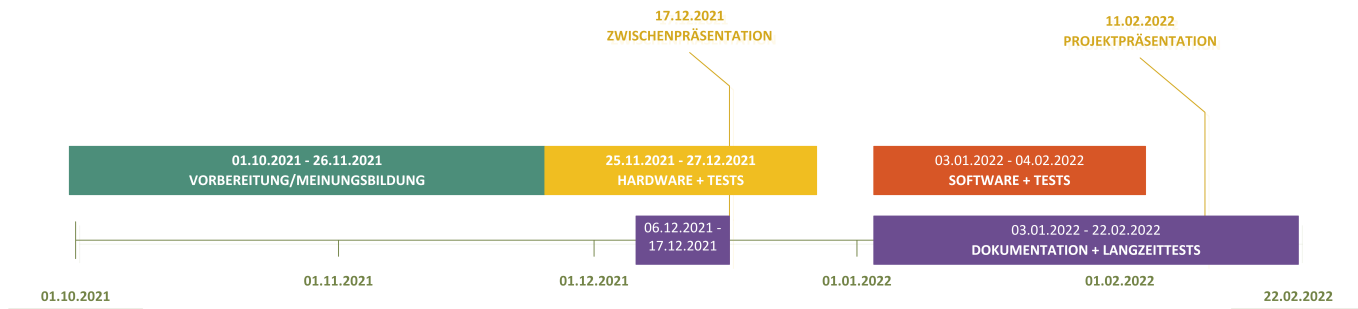 17.12.2021
ZWISCHENPRÄSENTATION
11.02.2022
PROJEKTPRÄSENTATION
01.10.2021 - 26.11.2021
VORBEREITUNG/MEINUNGSBILDUNG
25.11.2021 - 27.12.2021
HARDWARE + TESTS
03.01.2022 - 04.02.2022
SOFTWARE + TESTS
06.12.2021 -
17.12.2021
03.01.2022 - 22.02.2022
DOKUMENTATION + LANGZEITTESTS
01.10.2021
01.11.2021
01.12.2021
01.01.2022
01.02.2022
22.02.2022